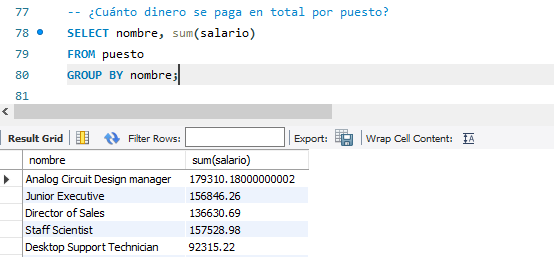 77 -- ¿Cuánto dinero se paga en total por puesto?
78 SELECT nombre, sum(salario)
79 FROM puesto
80 GROUP BY nombre;
81
Result Grid Filter Rows: Export: Wrap Cell Content: IA
nombre sum(salario)
Analog Circuit Design manager 179310.18000000002
Junior Executive 156846.26
Director of Sales 136630.69
Staff Scientist 157528.98
Desktop Support Technician 92315.22